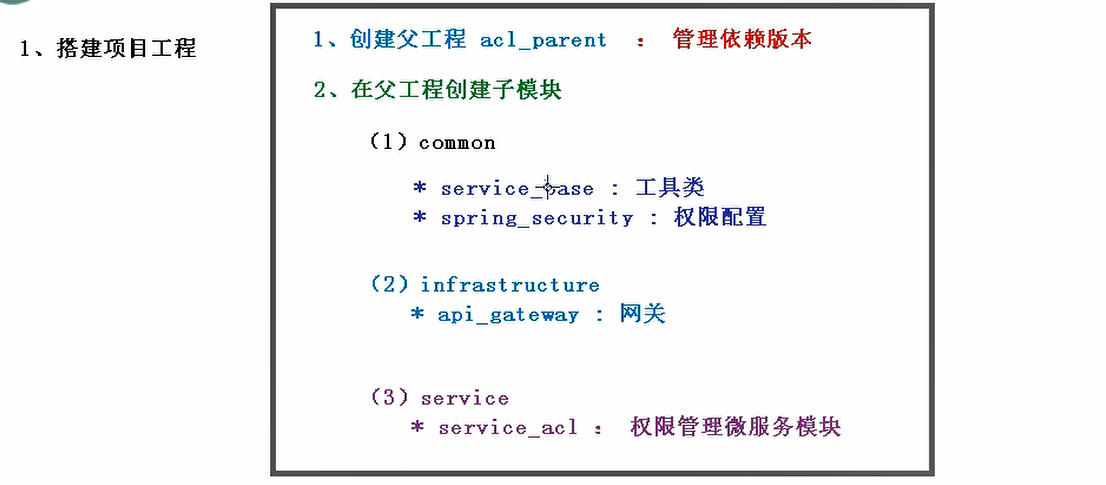 1、搭建项目工程
1、创建父工程 acl_parent ： 管理依赖版本
2、在父工程创建子模块
（1）common
* service_base : 工具类
* spring_security : 权限配置
（2）infrastructure
* api_gateway : 网关
（3）service
* service_acl ： 权限管理微服务模块